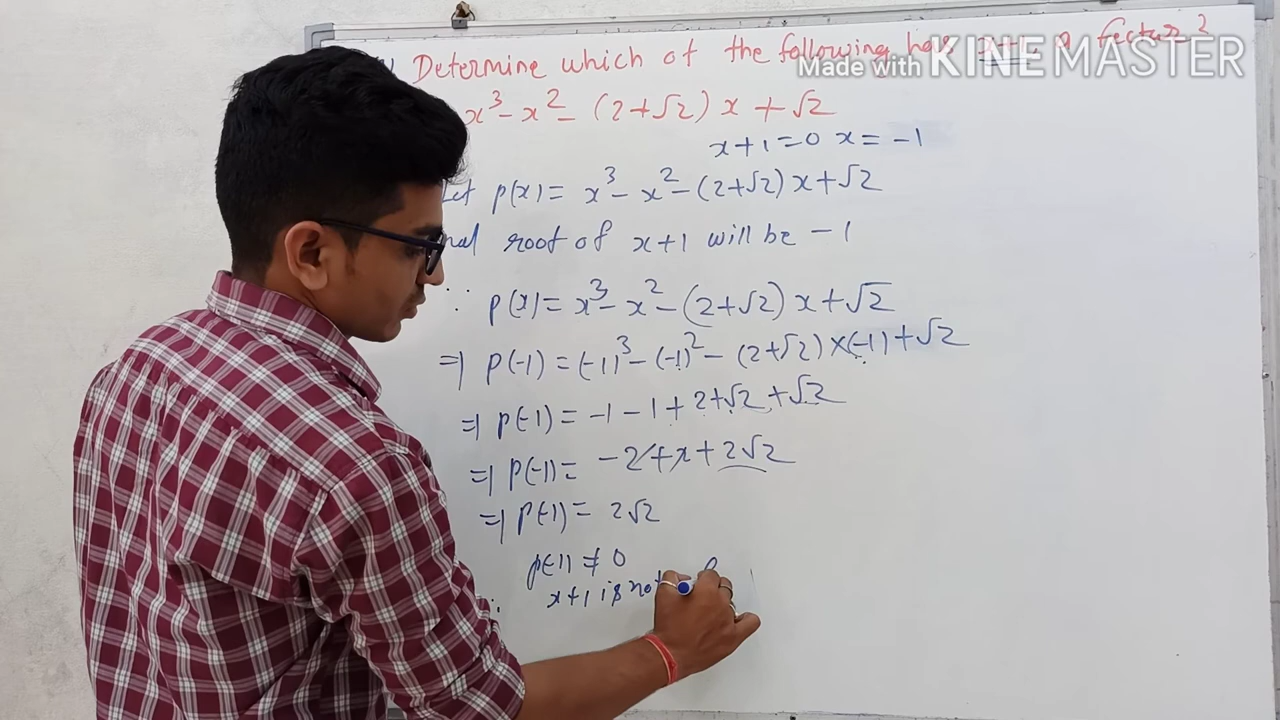 Determine which of the following has x+1 a factor?
Made with KINEMASTER
x³-x²-(2+√2)x+√2
x+1=0 x=-1
Let p(x)= x³-x²-(2+√2)x+√2
root of x+1 will be -1
∵ p(x)= x³-x²-(2+√2)x+√2
⇒ p(-1)=(-1)³-(-1)²-(2+√2)×(-1)+√2
⇒ p(-1)= -1-1+2+√2+√2
⇒ p(-1)= -2+2+2√2
⇒ p(-1)= 2√2
p(-1)≠0
∴ x+1 is not